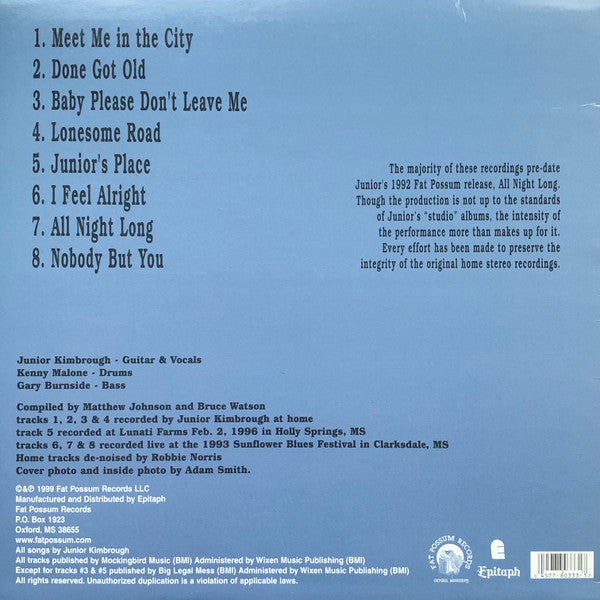 1. Meet Me in the City
2. Done Got Old
3. Baby Please Don't Leave Me
4. Lonesome Road
5. Junior's Place
6. I Feel Alright
7. All Night Long
8. Nobody But You
The majority of these recordings pre-date
Junior's 1992 Fat Possum release, All Night Long.
Though the production is not up to the standards
of Junior's "studio" albums, the intensity of
the performance more than makes up for it.
Every effort has been made to preserve the
integrity of the original home stereo recordings.
Junior Kimbrough - Guitar & Vocals
Kenny Malone - Drums
Gary Burnside - Bass
Compiled by Matthew Johnson and Bruce Watson
tracks 1, 2, 3 & 4 recorded by Junior Kimbrough at home
track 5 recorded at Lunati Farms Feb. 2, 1996 in Holly Springs, MS
tracks 6, 7 & 8 recorded live at the 1993 Sunflower Blues Festival in Clarksdale, MS
Home tracks de-noised by Robbie Norris
Cover photo and inside photo by Adam Smith.
©&℗ 1999 Fat Possum Records LLC
Manufactured and Distributed by Epitaph
Fat Possum Records
P.O. Box 1923
Oxford, MS 38655
www.fatpossum.com
All songs by Junior Kimbrough
All tracks published by Mockingbird Music (BMI) Administered by Wixen Music Publishing (BMI)
Except for tracks #3 & #5 published by Big Legal Mess (BMI) Administered by Wixen Music Publishing (BMI)
All rights reserved. Unauthorized duplication is a violation of applicable laws.
FAT POSSUM RECORDS
OXFORD, MISSISSIPPI
Epitaph